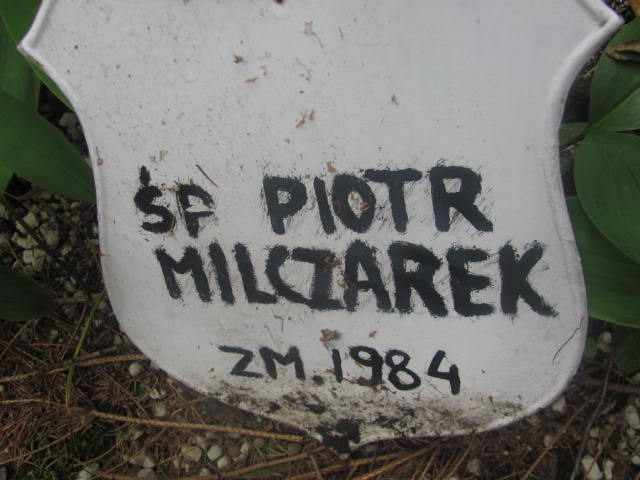 ŚP PIOTR
MILCZAREK
ZM. 1984